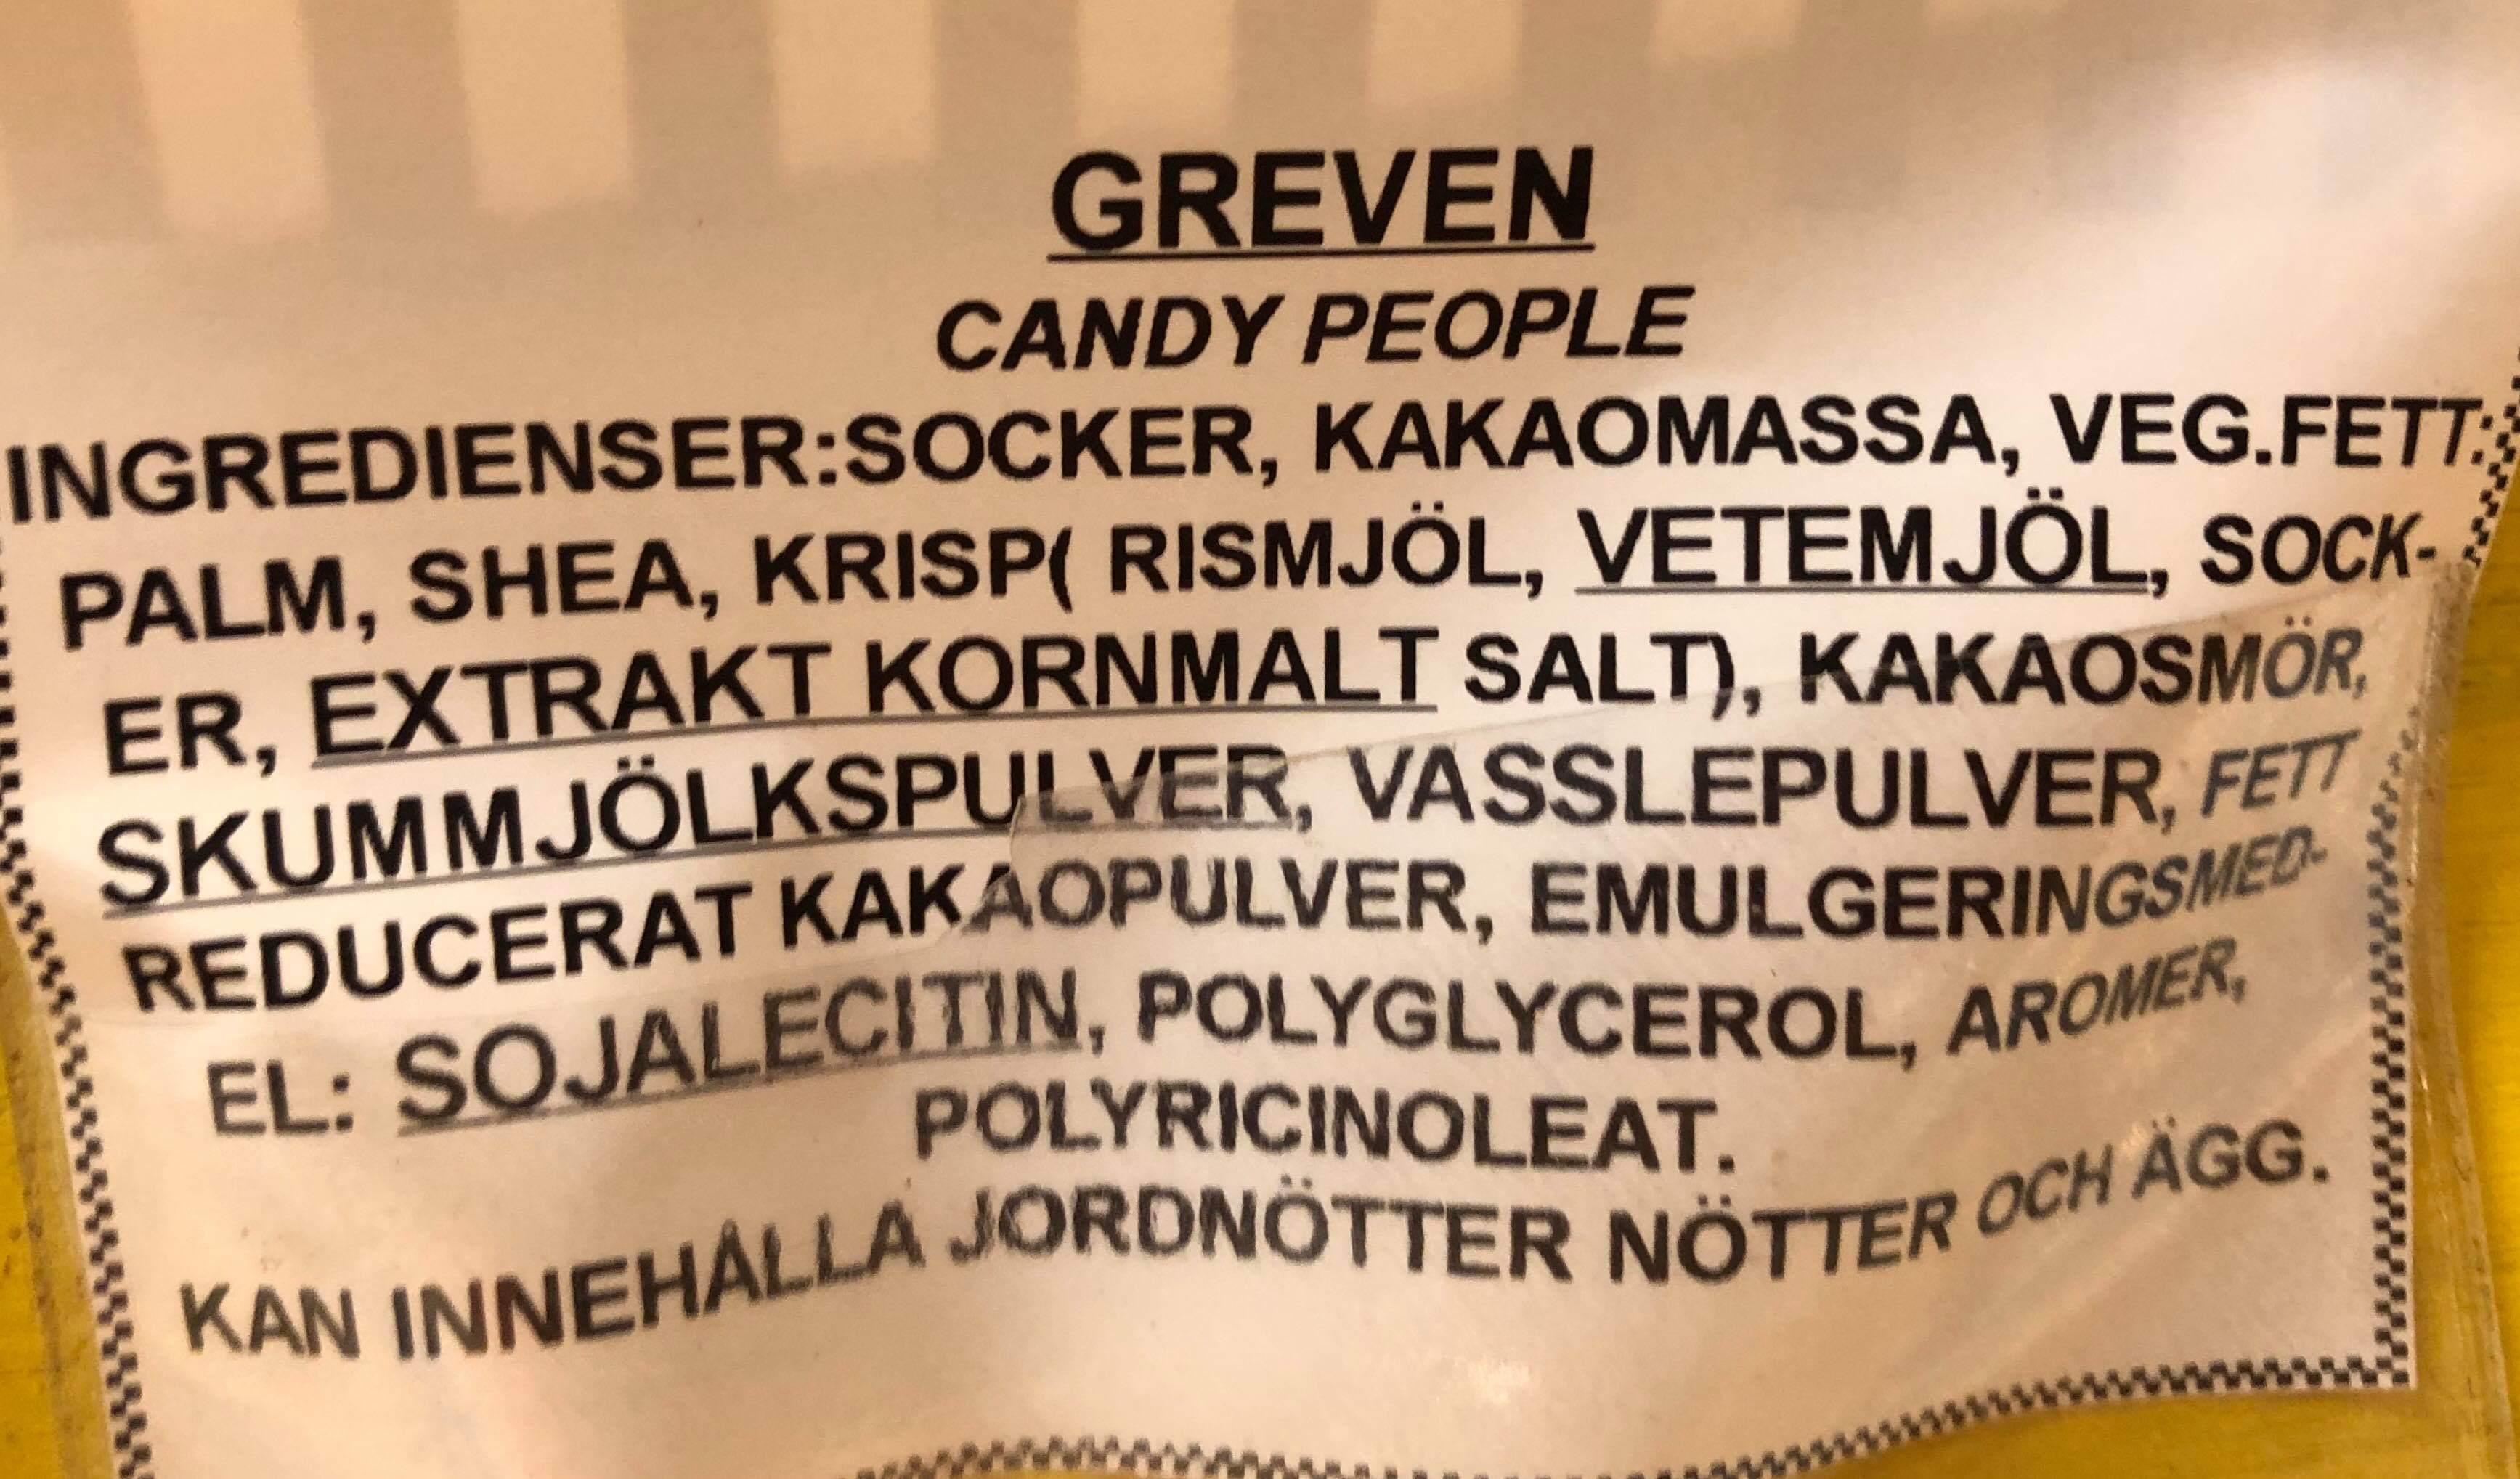 GREVEN
CANDY PEOPLE
INGREDIENSER:SOCKER, KAKAOMASSA, VEG.FETT:
PALM, SHEA, KRISP( RISMJÖL, VETEMJÖL, SOCK-
ER, EXTRAKT KORNMALT SALT), KAKAOSMÖR,
SKUMMJÖLKSPULVER, VASSLEPULVER, FETT
REDUCERAT KAKAOPULVER, EMULGERINGSMED-
EL: SOJALECITIN, POLYGLYCEROL, AROMER,
POLYRICINOLEAT.
KAN INNEHÅLLA JORDNÖTTER NÖTTER OCH ÄGG.